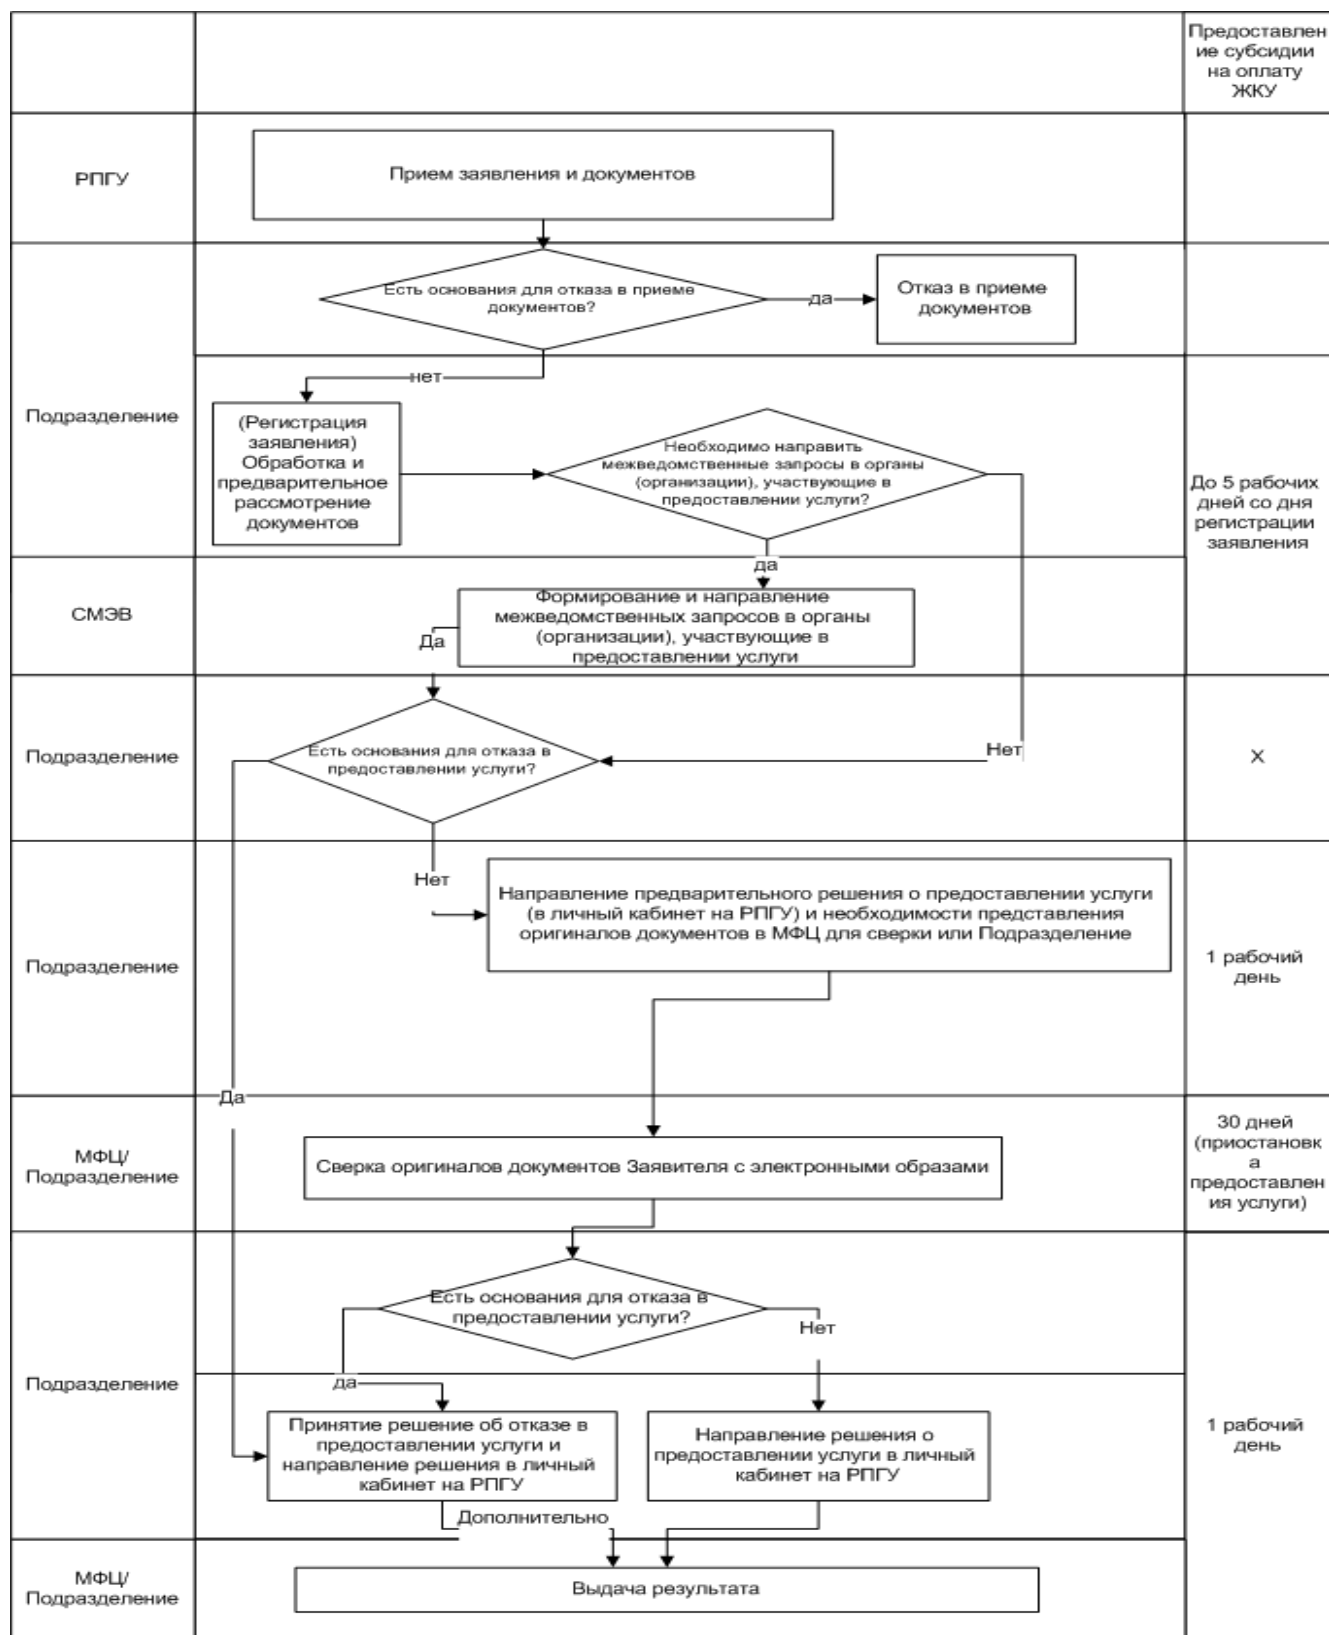 Предоставлен
ие субсидии
на оплату
ЖКУ
РПГУ
Прием заявления и документов
Есть основания для отказа в приеме
документов?
да
Отказ в приеме
документов
нет
Подразделение
(Регистрация
заявления)
Обработка и
предварительное
рассмотрение
документов
Необходимо направить
межведомственные запросы в органы
(организации), участвующие в
предоставлении услуги?
До 5 рабочих
дней со дня
регистрации
заявления
да
СМЭВ
Формирование и направление
межведомственных запросов в органы
(организации), участвующие в
предоставлении услуги
Да
Подразделение
Есть основания для отказа в
предоставлении услуги?
Нет
X
Нет
Подразделение
Направление предварительного решения о предоставлении услуги
(в личный кабинет на РПГУ) и необходимости представления
оригиналов документов в МФЦ для сверки или Подразделение
1 рабочий
день
Да
МФЦ/
Подразделение
Сверка оригиналов документов Заявителя с электронными образами
30 дней
(приостановк
а
предоставлен
ия услуги)
Есть основания для отказа в
предоставлении услуги?
Нет
Подразделение
да
Принятие решение об отказе в
предоставлении услуги и
направление решения в личный
кабинет на РПГУ
Направление решения о
предоставлении услуги в личный
кабинет на РПГУ
1 рабочий
день
Дополнительно
МФЦ/
Подразделение
Выдача результата